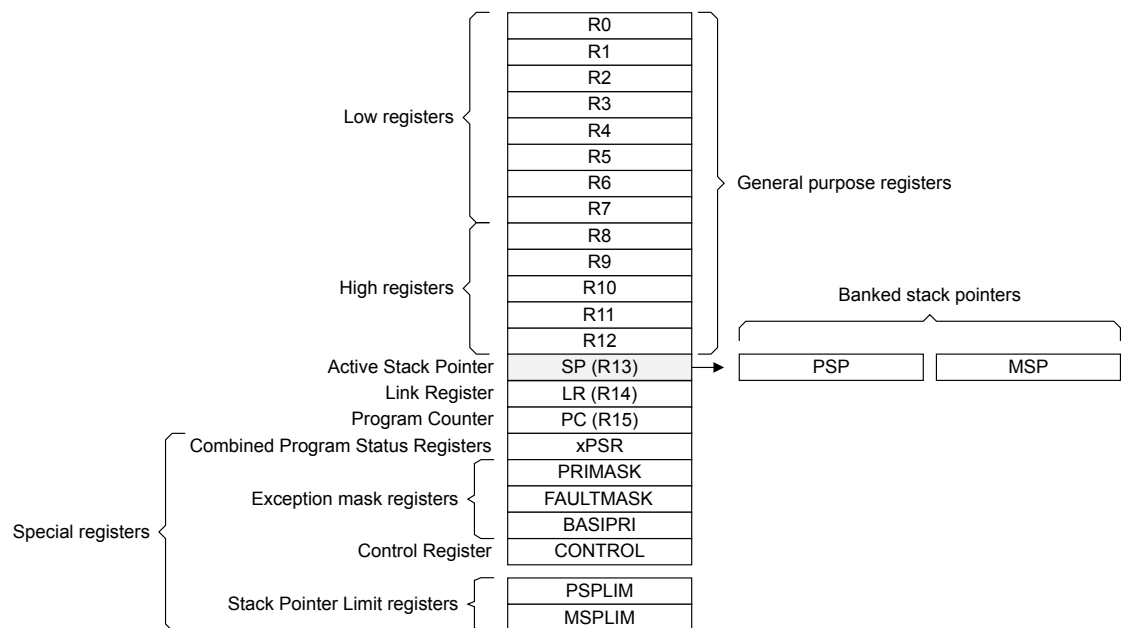 R0
R1
R2
R3
Low registers
R4
R5
R6
General purpose registers
R7
R8
R9
High registers
R10
Banked stack pointers
R11
R12
Active Stack Pointer
SP (R13)
PSP
MSP
Link Register
LR (R14)
Program Counter
PC (R15)
Combined Program Status Registers
xPSR
PRIMASK
Exception mask registers
FAULTMASK
Special registers
BASIPRI
Control Register
CONTROL
Stack Pointer Limit registers
PSPLIM
MSPLIM